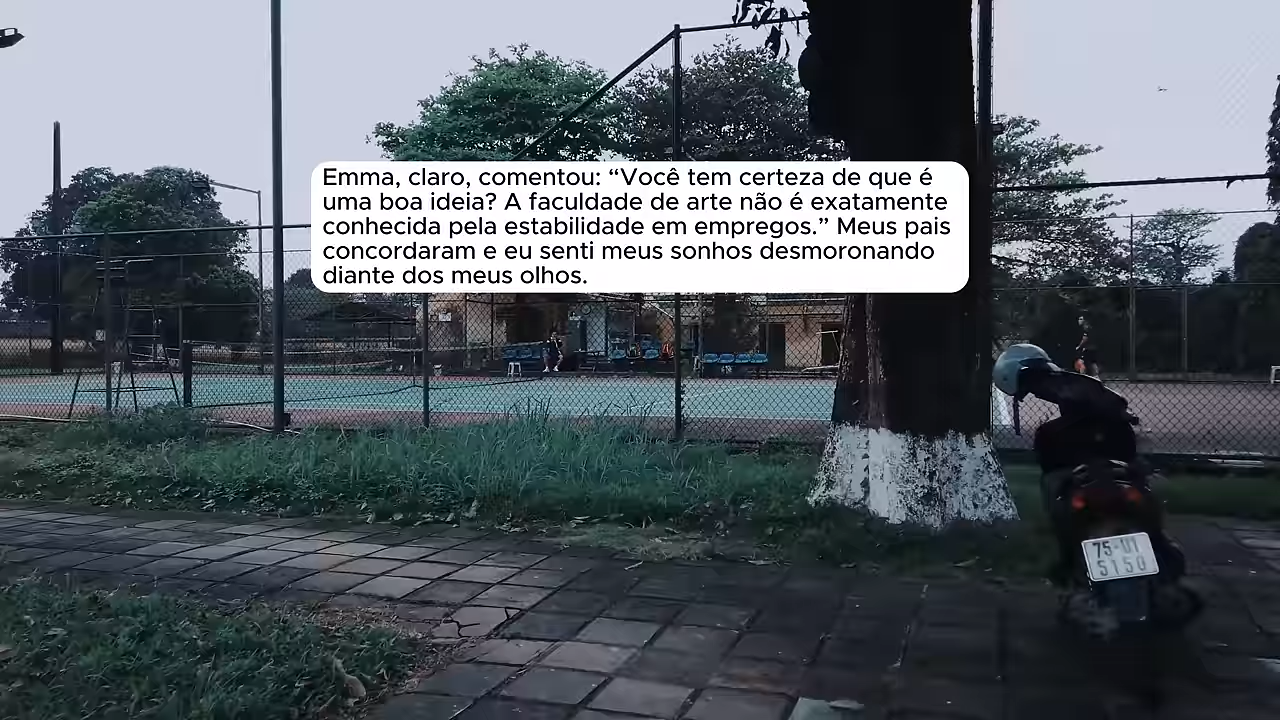 Emma, claro, comentou: “Você tem certeza de que é
uma boa ideia? A faculdade de arte não é exatamente
conhecida pela estabilidade em empregos.” Meus pais
concordaram e eu senti meus sonhos desmoronando
diante dos meus olhos.
75-U1
5150